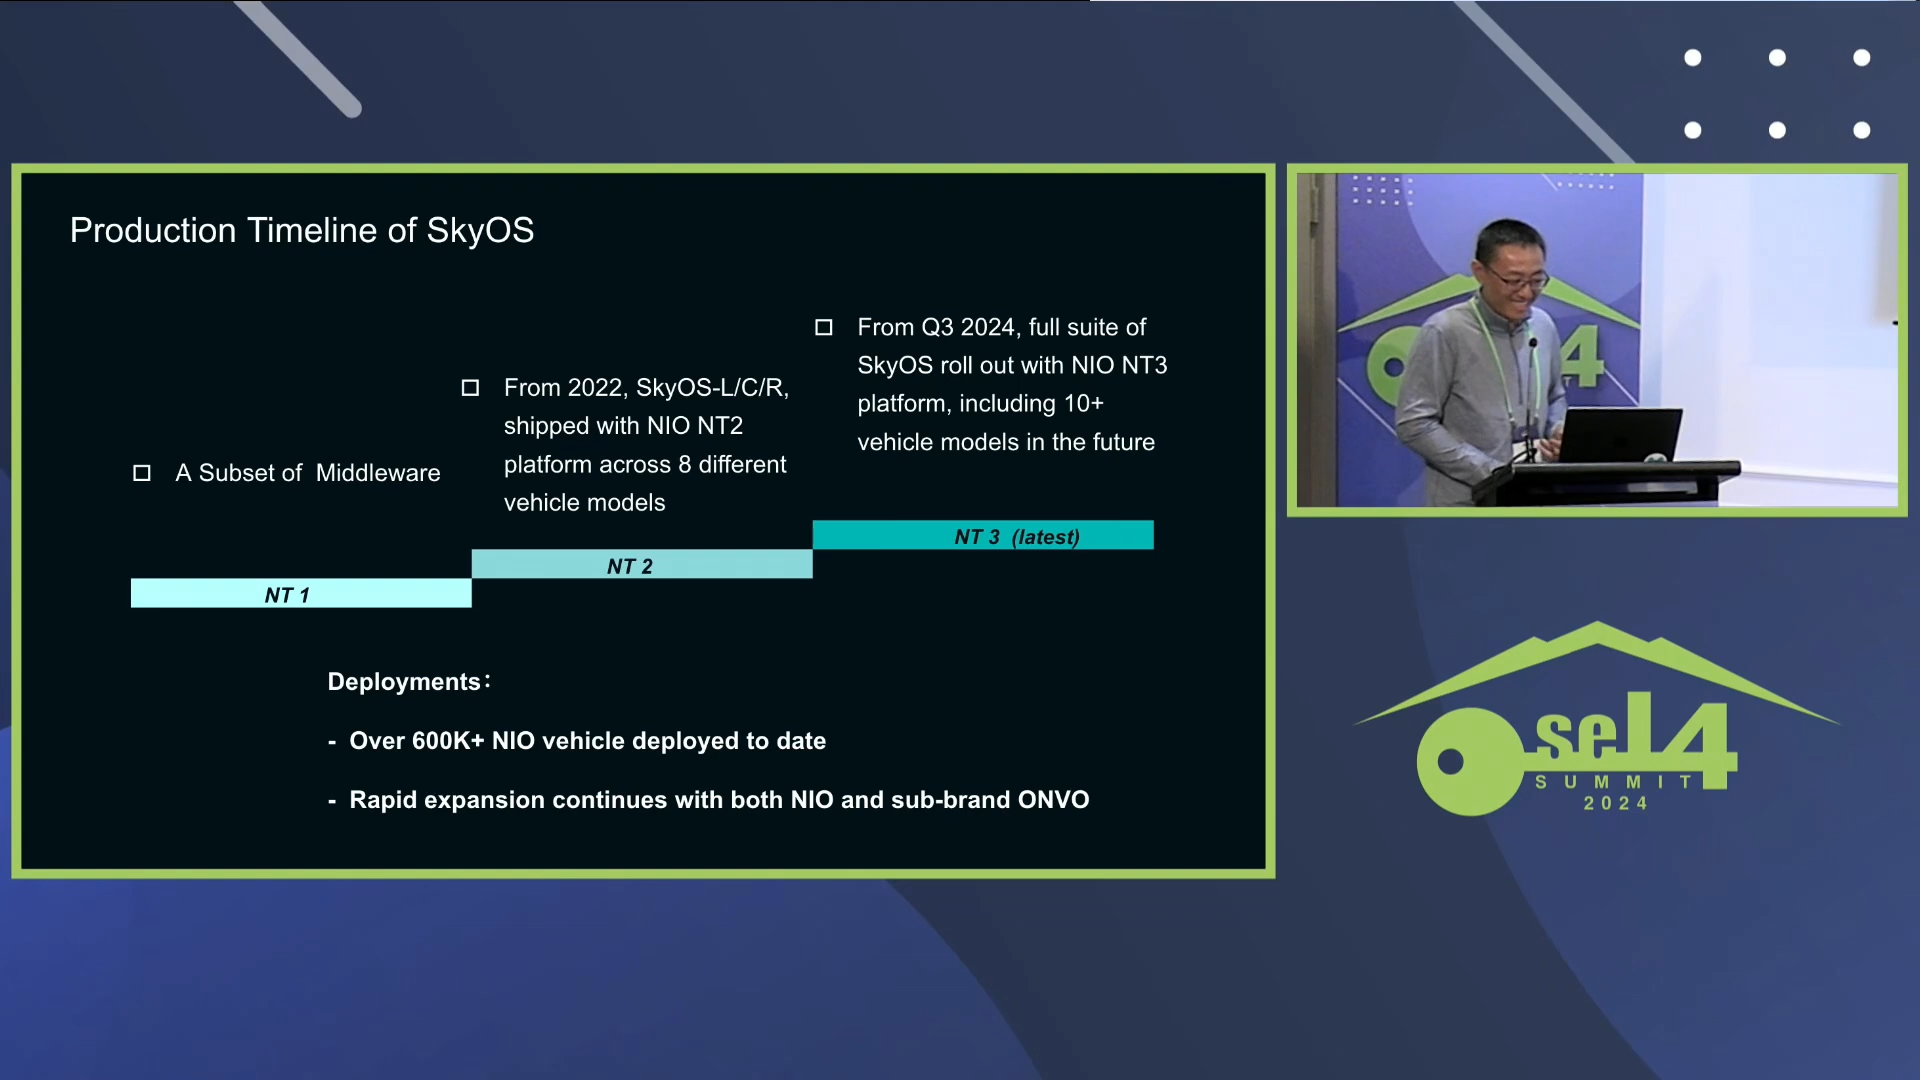 Production Timeline of SkyOS
A Subset of  Middleware
From 2022, SkyOS-L/C/R,
shipped with NIO NT2
platform across 8 different
vehicle models
From Q3 2024, full suite of
SkyOS roll out with NIO NT3
platform, including 10+
vehicle models in the future
NT 1
NT 2
NT 3  (latest)
Deployments：
-  Over 600K+ NIO vehicle deployed to date
-  Rapid expansion continues with both NIO and sub-brand ONVO
4
seL4
SUMMIT
2024